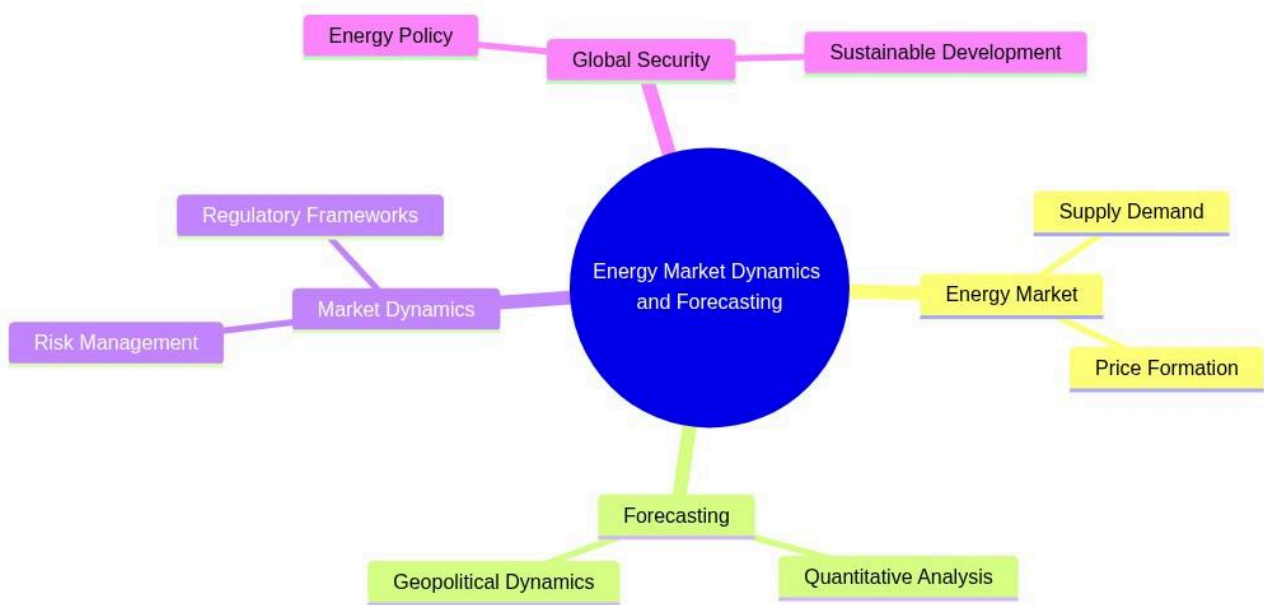 Energy Policy
Global Security
Sustainable Development
Regulatory Frameworks
Market Dynamics
Risk Management
Energy Market Dynamics
and Forecasting
Supply Demand
Energy Market
Price Formation
Forecasting
Geopolitical Dynamics
Quantitative Analysis